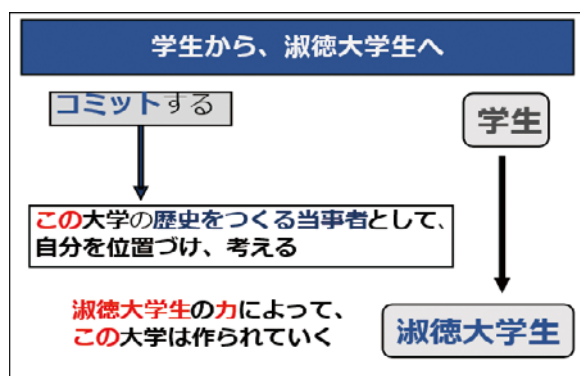 学生から、淑徳大学生へ
コミットする
学生
この大学の歴史をつくる当事者として、
自分を位置づけ、考える
淑徳大学生の力によって、
この大学は作られていく
淑徳大学生